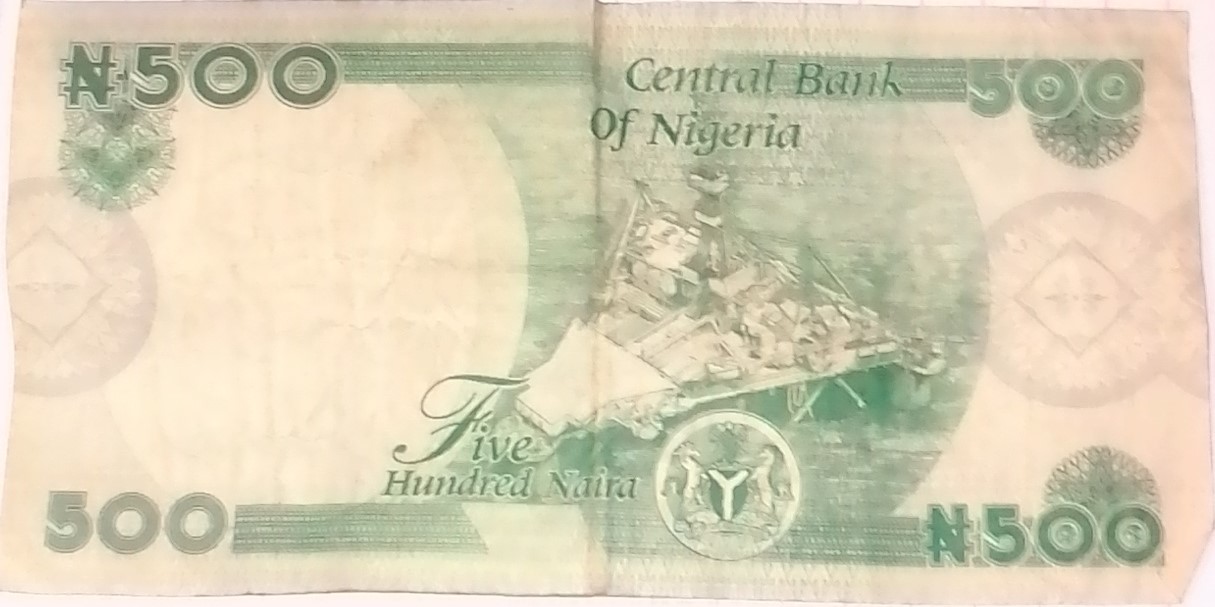 ₦500
Central Bank
Of Nigeria
500
Five
Hundred Naira
500
₦500